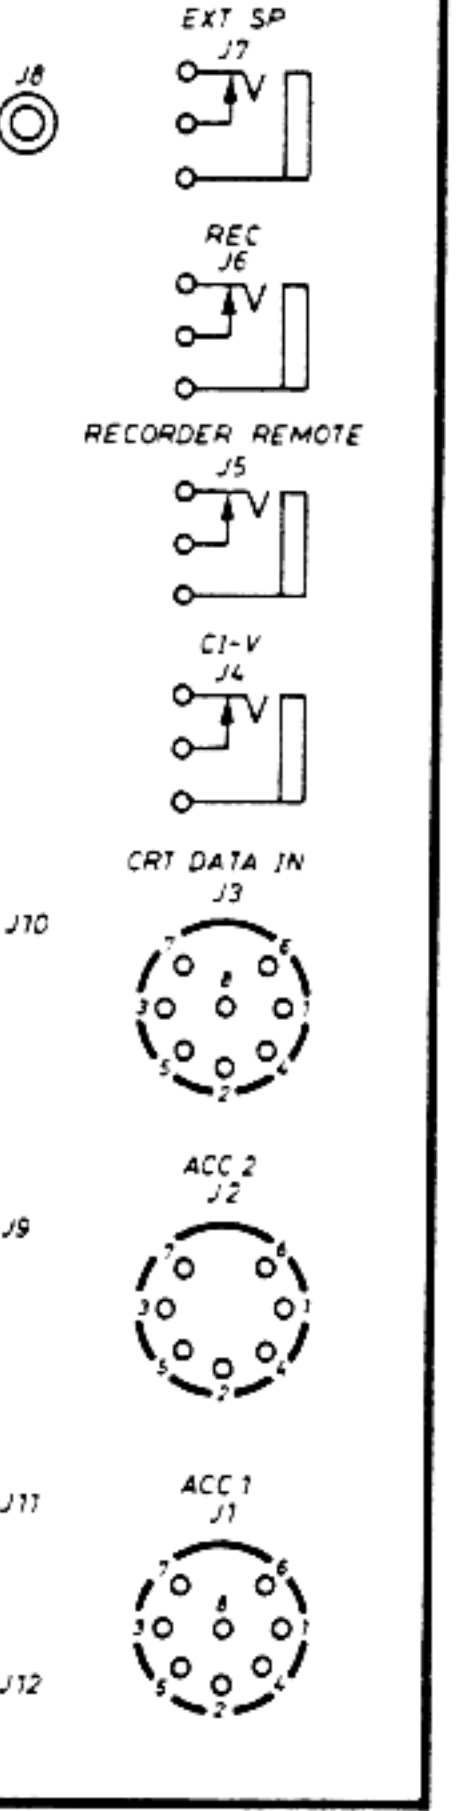 EXT SP
J7
J8
REC
J6
RECORDER REMOTE
J5
CI-V
J4
CRT DATA IN
J3
J10
7 6
8
3 1
5 4
2
ACC 2
J2
J9
7 6
3 1
5 4
2
ACC 1
J1
J11
7 6
8
3 1
5 4
2
J12